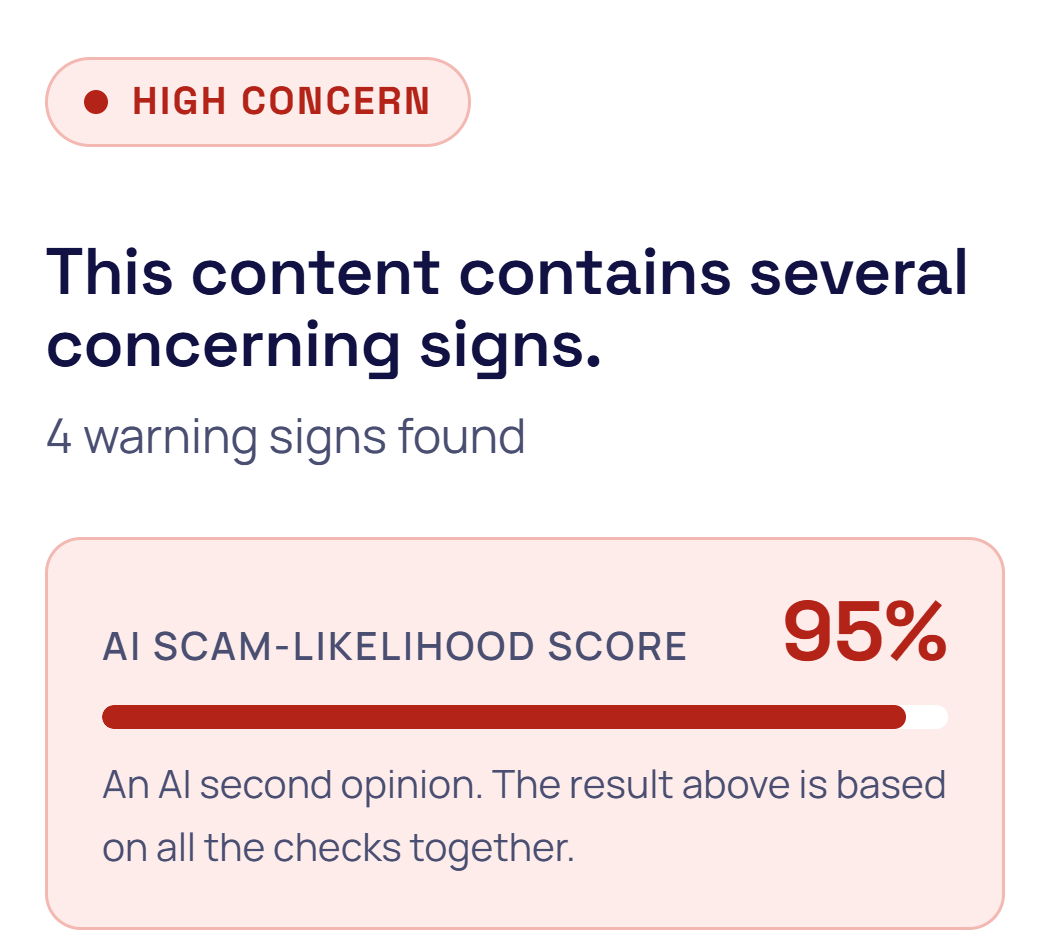 HIGH CONCERN
This content contains several
concerning signs.
4 warning signs found
AI SCAM-LIKELIHOOD SCORE 95%
An AI second opinion. The result above is based
on all the checks together.